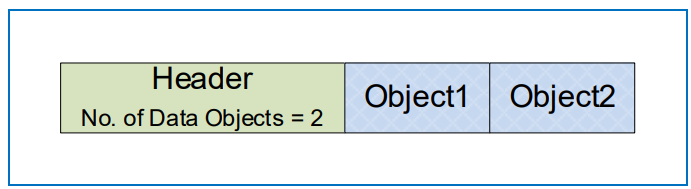 Header
No. of Data Objects = 2
Object1
Object2